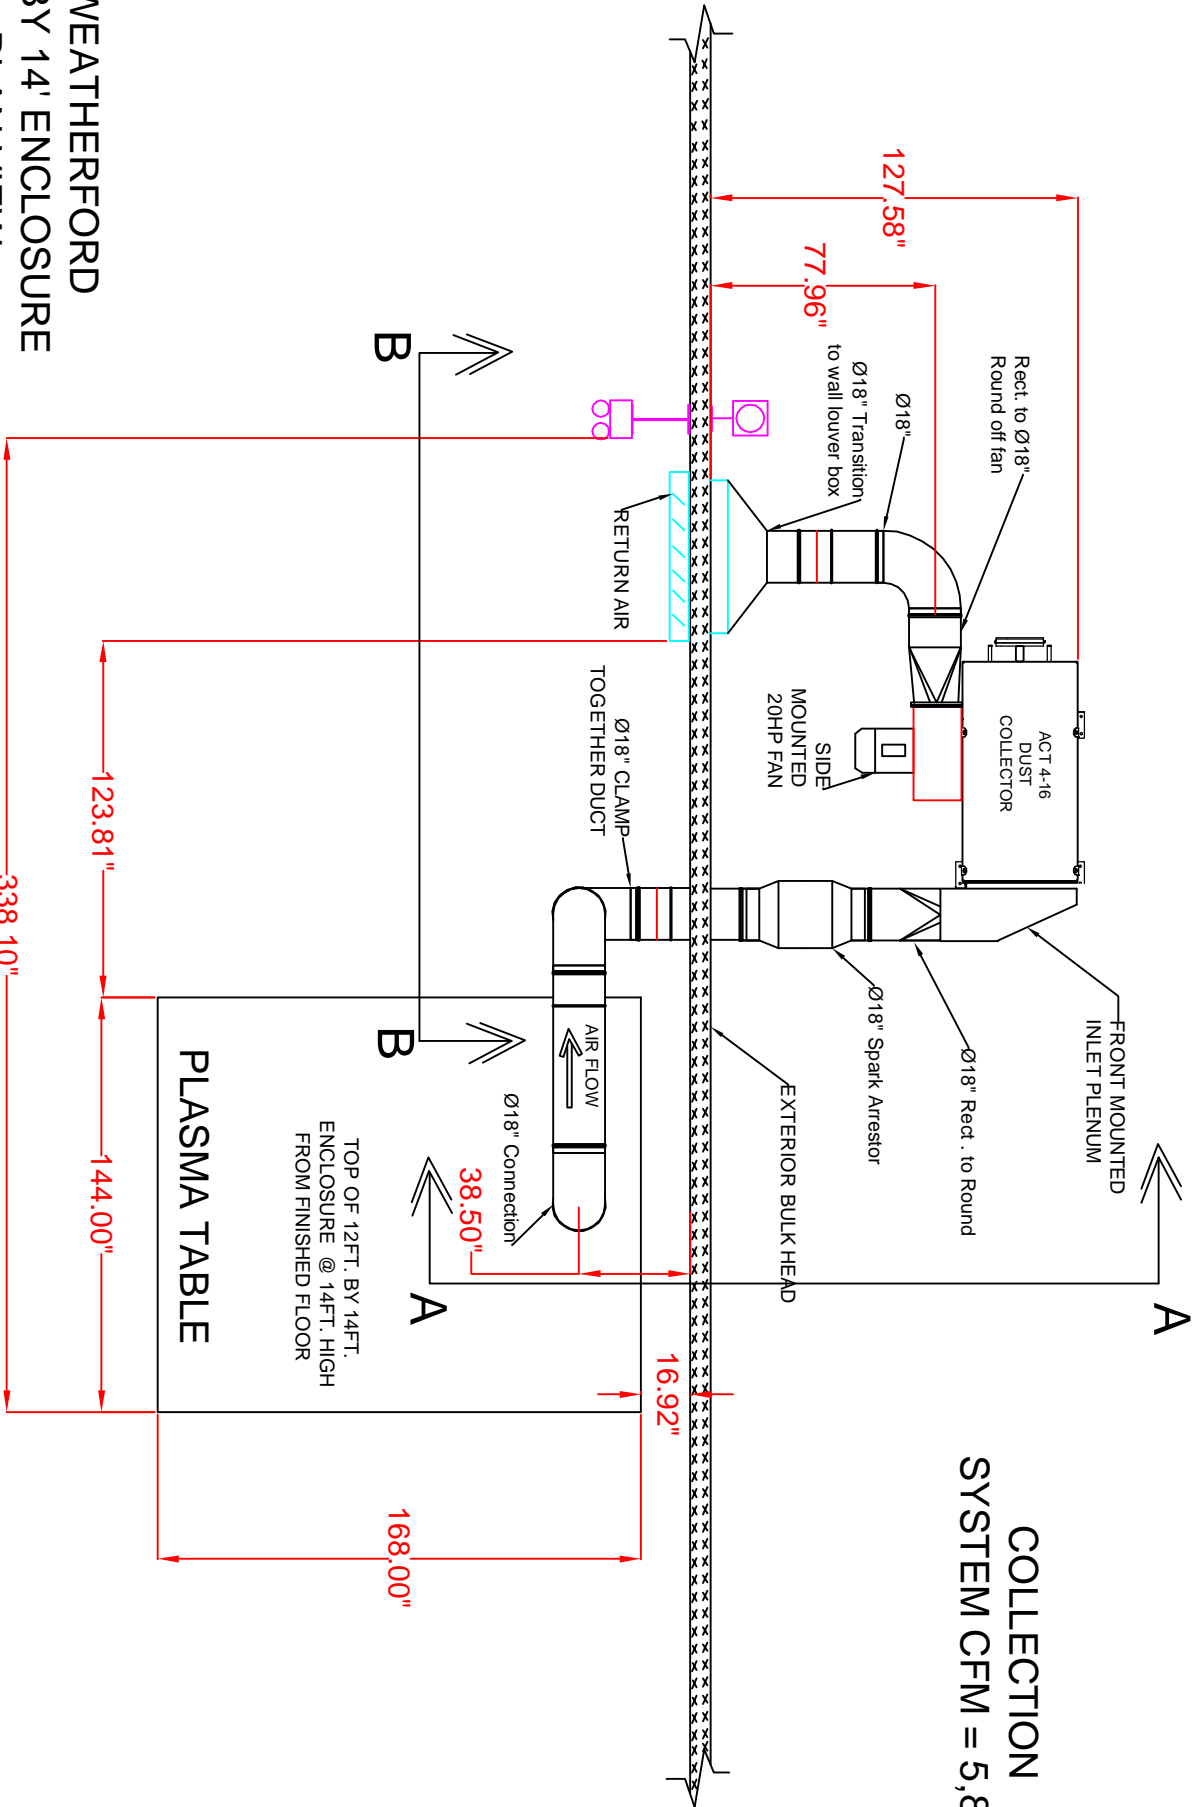 COLLECTION
SYSTEM CFM = 5,8
A
A
FRONT MOUNTED
INLET PLENUM
Ø18" Rect . to Round
Ø18" Spark Arrestor
EXTERIOR BULK HEAD
ACT 4-16
DUST
COLLECTOR
Rect. to Ø18"
Round off fan
Ø18"
Ø18" Transition
to wall louver box
SIDE
MOUNTED
20HP FAN
127.58"
77.96"
RETURN AIR
Ø18" CLAMP
TOGETHER DUCT
AIR FLOW
Ø18" Connection
38.50"
16.92"
168.00"
B
B
TOP OF 12FT. BY 14FT.
ENCLOSURE @ 14FT. HIGH
FROM FINISHED FLOOR
PLASMA TABLE
123.81"
144.00"
338.10"
WEATHERFORD
BY 14' ENCLOSURE